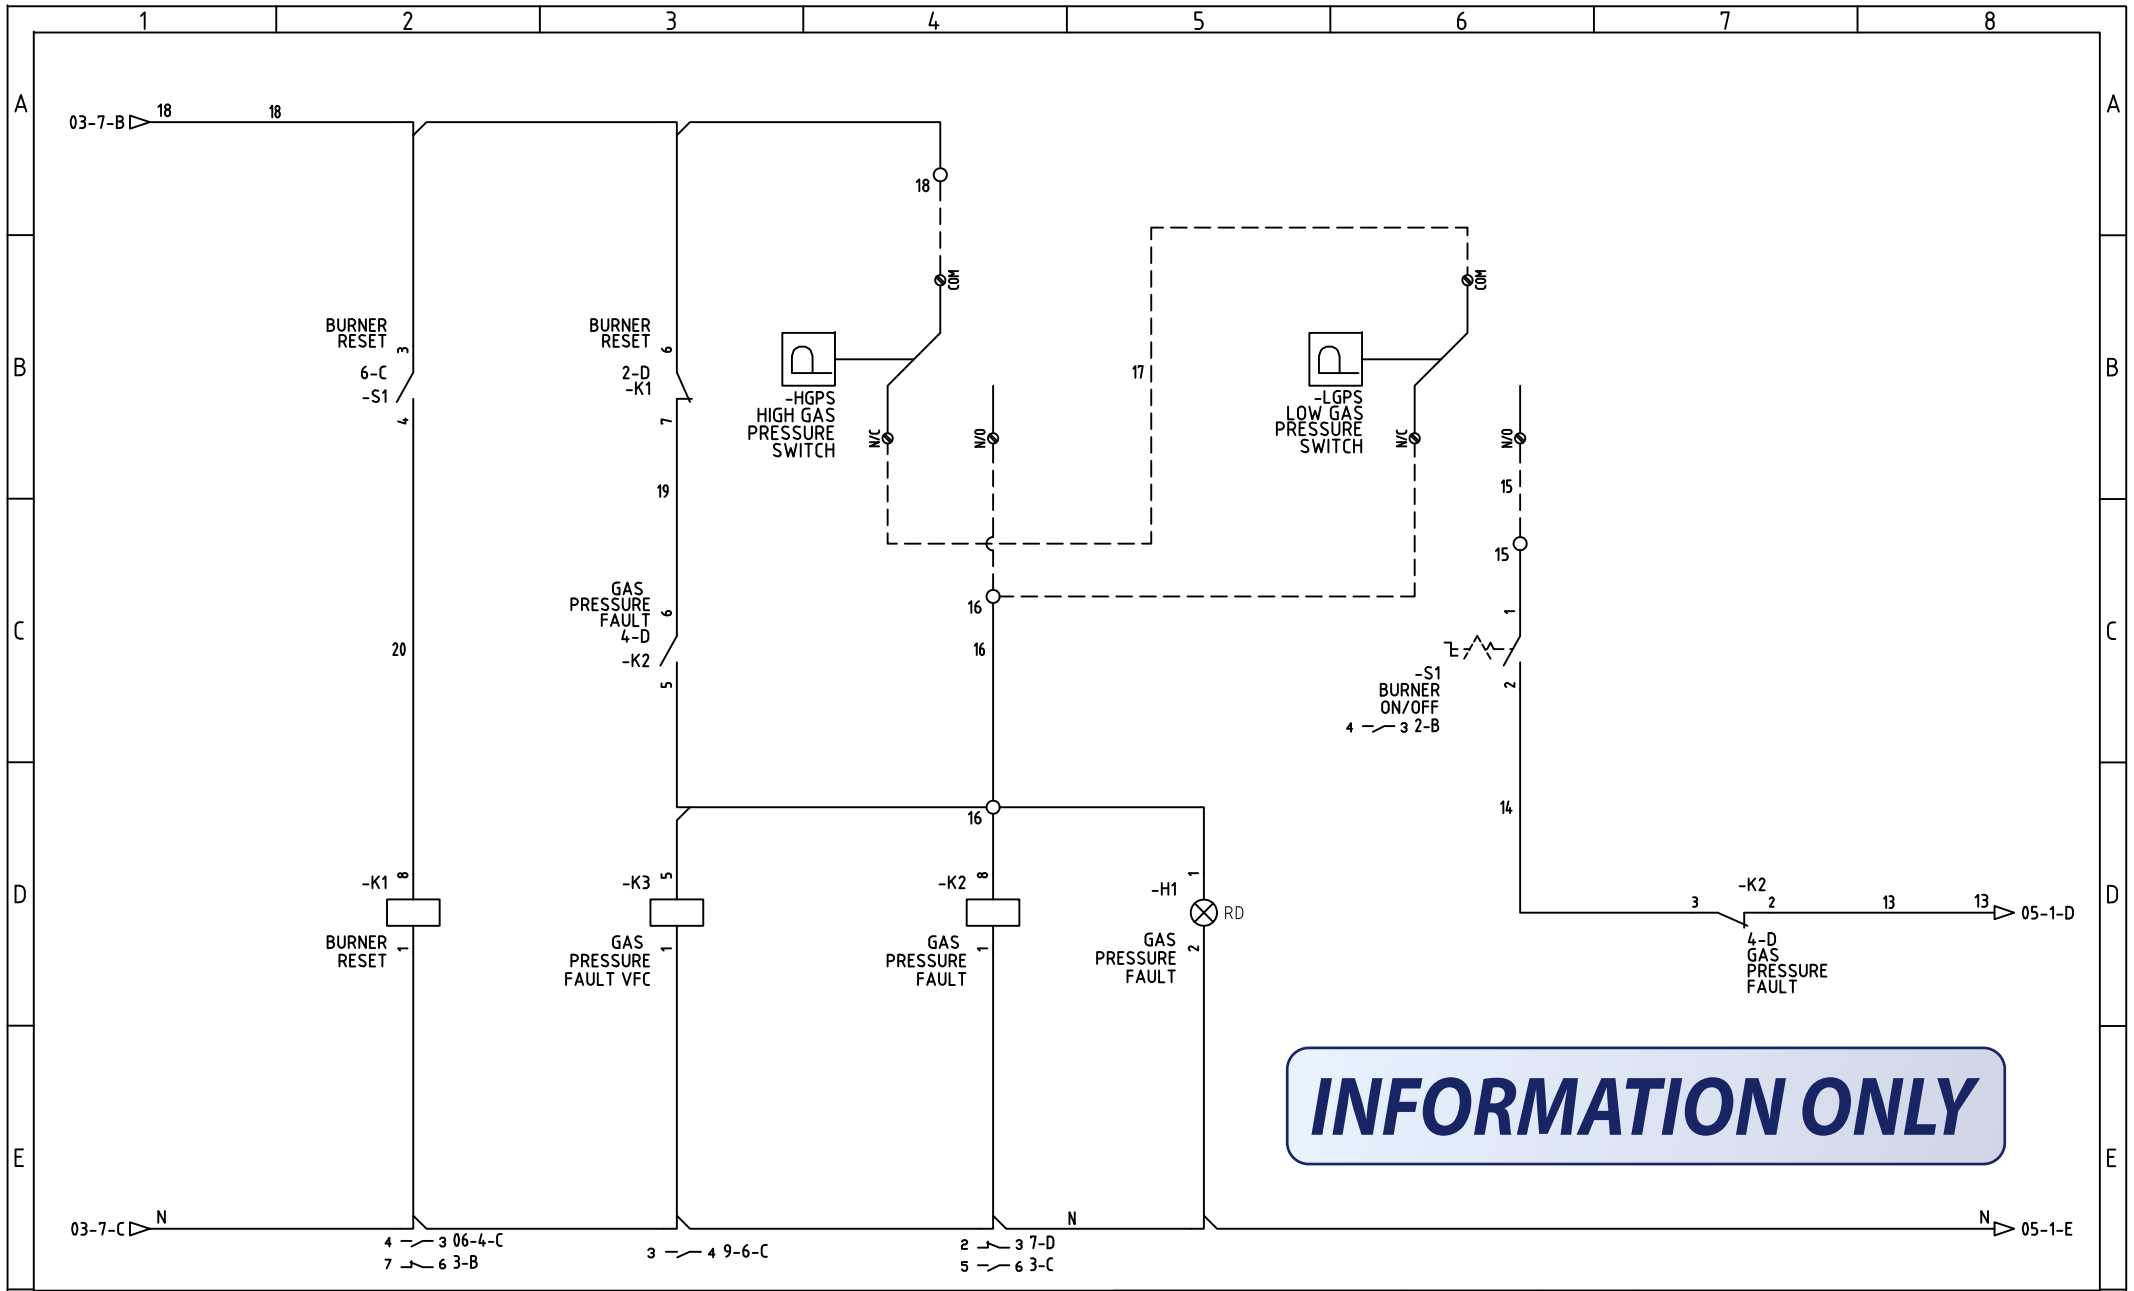 1 2 3 4 5 6 7 8
A A
03-7-B 18 18
18
COM COM
BURNER
RESET
3
6-C
-S1
4
BURNER
RESET
6
2-D
-K1
7
-HGPS
HIGH GAS
PRESSURE
SWITCH
N/C N/O
17
-LGPS
LOW GAS
PRESSURE
SWITCH
N/C N/O
B B
19
15
15
GAS
PRESSURE
FAULT
6
4-D
-K2
5
16
16
1
C C
20
-S1
BURNER
ON/OFF
2
4 3 2-B
16
14
-K1 8
-K3 5
-K2 8
-H1 1
RD
-K2
3 2 13 13 05-1-D
D D
BURNER
RESET
1
GAS
PRESSURE
FAULT VFC
1
GAS
PRESSURE
FAULT
1
GAS
PRESSURE
FAULT
2
4-D
GAS
PRESSURE
FAULT
INFORMATION ONLY
E E
03-7-C N N N 05-1-E
4 3 06-4-C
7 6 3-B
3 4 9-6-C
2 3 7-D
5 6 3-C